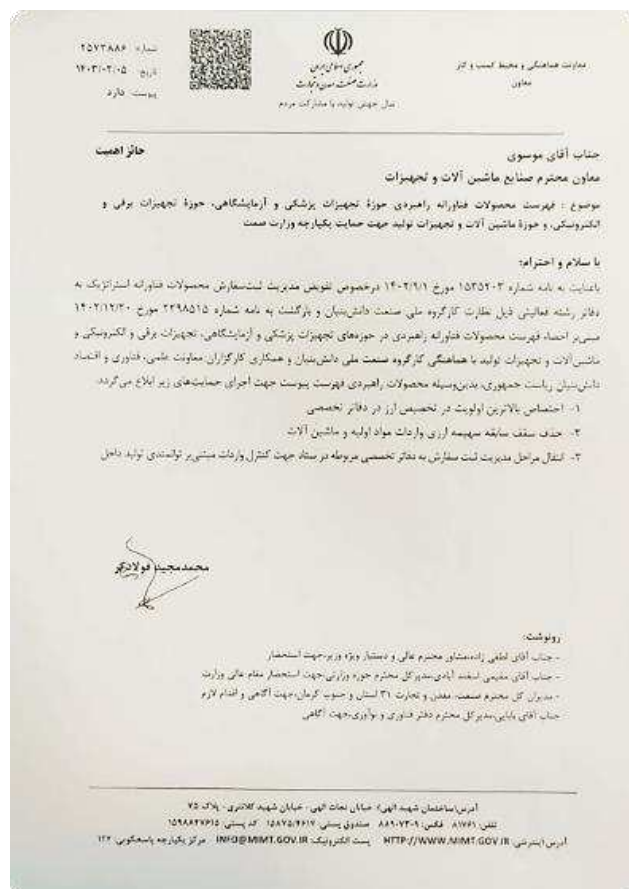 شماره ۲۵۷۳۸۸۶
تاریخ ۱۴۰۳/۰۲/۰۵
پیوست دارد
جمهوری اسلامی ایران
وزارت صنعت معدن و تجارت
سال جهش تولید با مشارکت مردم
معاونت هماهنگی و محیط کسب و کار
معاون
حائز اهمیت
جناب آقای موسوی
معاون محترم صنایع ماشین آلات و تجهیزات
موضوع : فهرست محصولات فناورانه راهبردی حوزهٔ تجهیزات پزشکی و آزمایشگاهی، حوزهٔ تجهیزات برقی و
الکترونیکی، و حوزهٔ ماشین آلات و تجهیزات تولید جهت حمایت یکپارچه وزارت صمت
با سلام و احترام؛
باعنایت به نامه شماره ۱۵۳۵۲۰۳ مورخ ۱۴۰۲/۹/۱ درخصوص تفویض مدیریت ثبت‌سفارش محصولات فناورانه استراتژیک به
دفاتر رشته فعالیتی ذیل نظارت کارگروه ملی صنعت دانش‌بنیان و بازگشت به نامه شماره ۲۳۹۸۵۱۵ مورخ ۱۴۰۲/۱۲/۲۰
مبنی‌بر احصاء فهرست محصولات فناورانه راهبردی در حوزه‌های تجهیزات پزشکی و آزمایشگاهی، تجهیزات برقی و الکترونیکی و
ماشین‌آلات و تجهیزات تولید با هماهنگی کارگروه صنعت ملی دانش‌بنیان و همکاری کارگزاران معاونت علمی، فناوری و اقتصاد
دانش‌بنیان ریاست جمهوری، بدین‌وسیله محصولات راهبردی فهرست پیوست جهت اجرای حمایت‌های زیر ابلاغ می‌گردد.
۱- اختصاص بالاترین اولویت در تخصیص ارز در دفاتر تخصصی
۲- حذف سقف سابقه سهیمه ارزی واردات مواد اولیه و ماشین آلات
۳- انتقال مراحل مدیریت ثبت سفارش به دفاتر تخصصی مربوطه در ستاد جهت کنترل واردات مبتنی‌بر توانمندی تولید داخل
محمدمجید فولادگر
رونوشت:
- جناب آقای لطفی زاده،مشاور محترم عالی و دستیار ویژه وزیر،جهت استحضار
- جناب آقای مقیمی اسفند آبادی،مدیرکل محترم حوزه وزارتی،جهت استحضار مقام عالی وزارت
- مدیران کل محترم صنعت، معدن و تجارت ۳۱ استان و جنوب کرمان،جهت آگاهی و اقدام لازم
جناب آقای بابایی،مدیرکل محترم دفتر فناوری و نوآوری،جهت آگاهی
آدرس:(ساختمان شهید الهی) خیابان نجات الهی - خیابان شهید کلانتری - پلاک ۷۵
تلفن: ۸۱۷۶۱ فکس: ۸۸۹۰۷۳۰۹ صندوق پستی: ۱۵۸۷۵/۴۶۱۷ کد پستی: ۱۵۹۸۸۴۷۶۱۵
آدرس اینترنتی: HTTP://WWW.MIMT.GOV.IR پست الکترونیک: INFO@MIMT.GOV.IR مرکز یکپارچه پاسخگویی: ۱۲۴